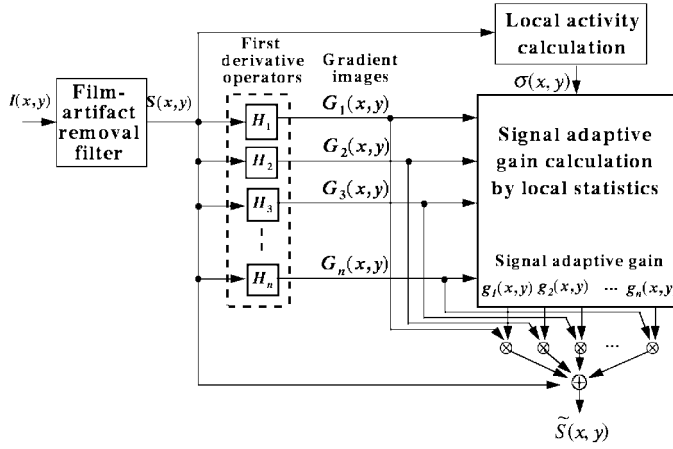 Local activity
calculation
First
derivative
operators
Gradient
images
I(x,y)
Film-
artifact
removal
filter
S(x,y)
σ(x, y)
H₁
G₁(x,y)
H₂
G₂(x,y)
H₃
G₃(x,y)
Hₙ
Gₙ(x,y)
Signal adaptive
gain calculation
by local statistics
Signal adaptive gain
g₁(x,y) g₂(x,y) ··· gₙ(x,y
⊗ ⊗ ⊗ ··· ⊗
⊕
S̃(x, y)